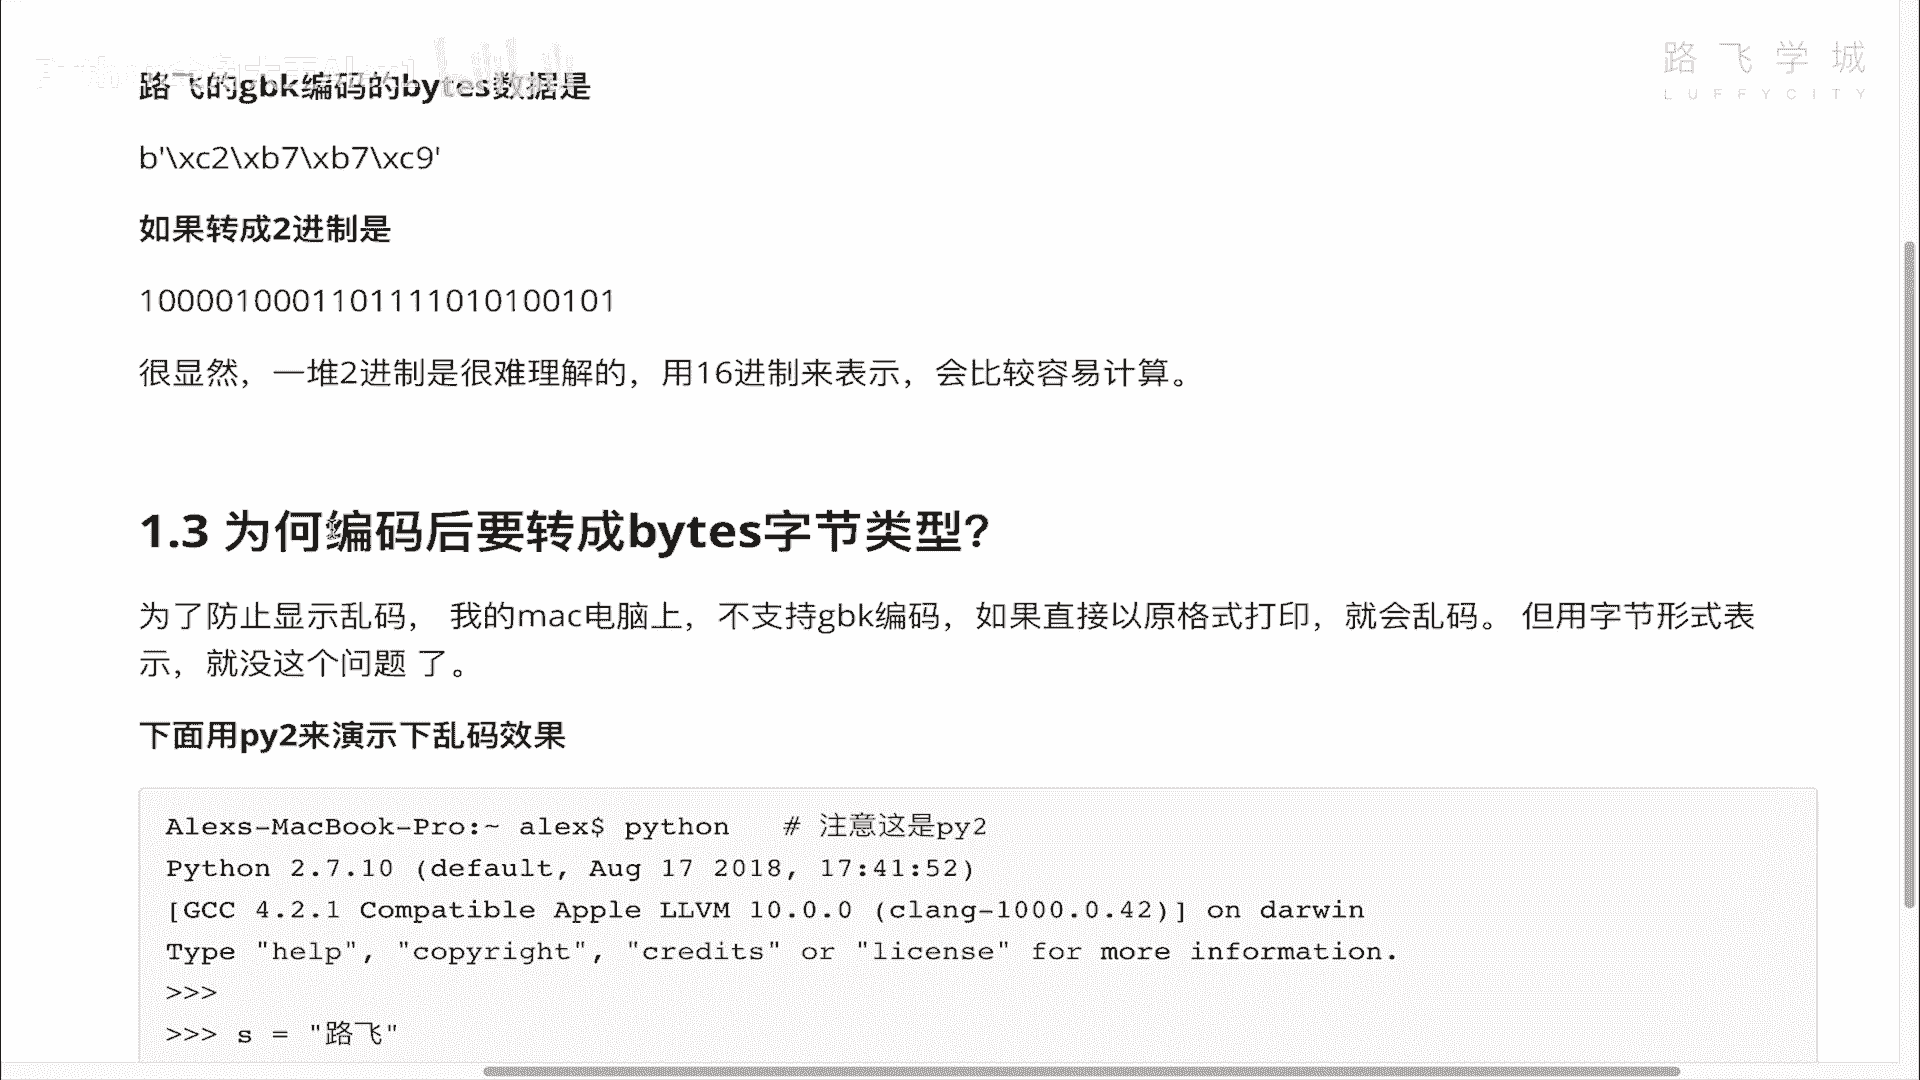 路飞学城
LUFFYCITY
路飞的gbk编码的bytes数据是
b'\xc2\xb7\xb7\xc9'
如果转成2进制是
1000010001101111010100101
很显然，一堆2进制是很难理解的，用16进制来表示，会比较容易计算。
1.3 为何编码后要转成bytes字节类型？
为了防止显示乱码， 我的mac电脑上，不支持gbk编码，如果直接以原格式打印，就会乱码。 但用字节形式表
示，就没这个问题 了。
下面用py2来演示下乱码效果
Alexs-MacBook-Pro:~ alex$ python   # 注意这是py2
Python 2.7.10 (default, Aug 17 2018, 17:41:52)
[GCC 4.2.1 Compatible Apple LLVM 10.0.0 (clang-1000.0.42)] on darwin
Type "help", "copyright", "credits" or "license" for more information.
>>>
>>> s = "路飞"